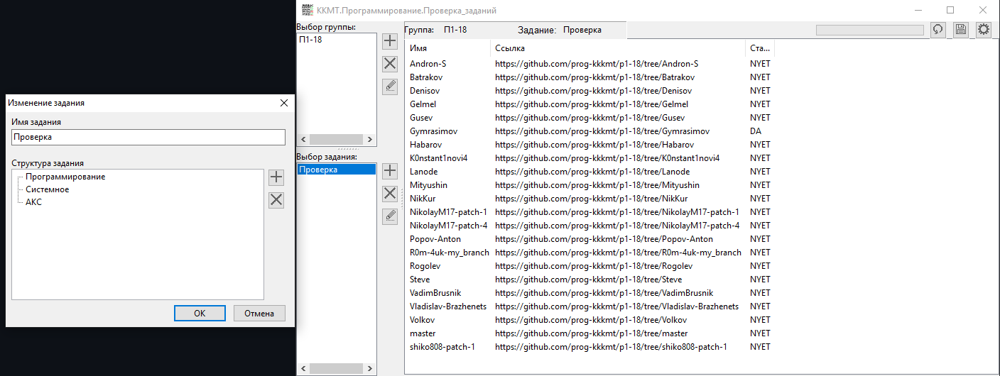 Изменение задания
Имя задания
Проверка
Структура задания
Программирование
Системное
АКС
OK
Отмена
ККМТ.Программирование.Проверка_заданий
Выбор группы:
П1-18
Выбор задания:
Проверка
Группа: П1-18 Задание: Проверка
Имя Ссылка Ста...
Andron-S https://github.com/prog-kkkmt/p1-18/tree/Andron-S NYET
Batrakov https://github.com/prog-kkkmt/p1-18/tree/Batrakov NYET
Denisov https://github.com/prog-kkkmt/p1-18/tree/Denisov NYET
Gelmel https://github.com/prog-kkkmt/p1-18/tree/Gelmel NYET
Gusev https://github.com/prog-kkkmt/p1-18/tree/Gusev NYET
Gymrasimov https://github.com/prog-kkkmt/p1-18/tree/Gymrasimov DA
Habarov https://github.com/prog-kkkmt/p1-18/tree/Habarov NYET
K0nstant1novi4 https://github.com/prog-kkkmt/p1-18/tree/K0nstant1novi4 NYET
Lanode https://github.com/prog-kkkmt/p1-18/tree/Lanode NYET
Mityushin https://github.com/prog-kkkmt/p1-18/tree/Mityushin NYET
NikKur https://github.com/prog-kkkmt/p1-18/tree/NikKur NYET
NikolayM17-patch-1 https://github.com/prog-kkkmt/p1-18/tree/NikolayM17-patch-1 NYET
NikolayM17-patch-4 https://github.com/prog-kkkmt/p1-18/tree/NikolayM17-patch-4 NYET
Popov-Anton https://github.com/prog-kkkmt/p1-18/tree/Popov-Anton NYET
R0m-4uk-my_branch https://github.com/prog-kkkmt/p1-18/tree/R0m-4uk-my_branch NYET
Rogolev https://github.com/prog-kkkmt/p1-18/tree/Rogolev NYET
Steve https://github.com/prog-kkkmt/p1-18/tree/Steve NYET
VadimBrusnik https://github.com/prog-kkkmt/p1-18/tree/VadimBrusnik NYET
Vladislav-Brazhenets https://github.com/prog-kkkmt/p1-18/tree/Vladislav-Brazhenets NYET
Volkov https://github.com/prog-kkkmt/p1-18/tree/Volkov NYET
master https://github.com/prog-kkkmt/p1-18/tree/master NYET
shiko808-patch-1 https://github.com/prog-kkkmt/p1-18/tree/shiko808-patch-1 NYET